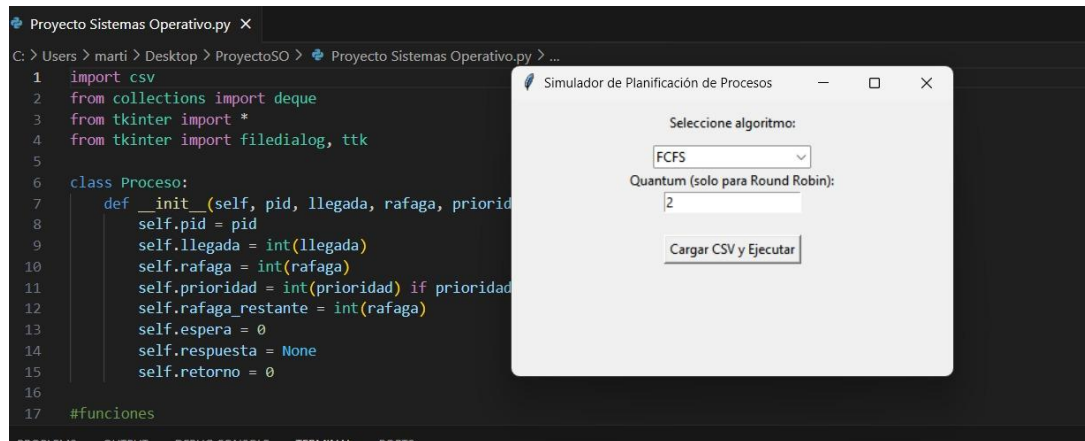 Proyecto Sistemas Operativo.py ×
C: > Users > marti > Desktop > ProyectoSO > Proyecto Sistemas Operativo.py > ...
1 import csv
2 from collections import deque
3 from tkinter import *
4 from tkinter import filedialog, ttk
5
6 class Proceso:
7 def __init__(self, pid, llegada, rafaga, priorid
8 self.pid = pid
9 self.llegada = int(llegada)
10 self.rafaga = int(rafaga)
11 self.prioridad = int(prioridad) if prioridad
12 self.rafaga_restante = int(rafaga)
13 self.espera = 0
14 self.respuesta = None
15 self.retorno = 0
16
17 #funciones
Simulador de Planificación de Procesos
Seleccione algoritmo:
FCFS
Quantum (solo para Round Robin):
2
Cargar CSV y Ejecutar